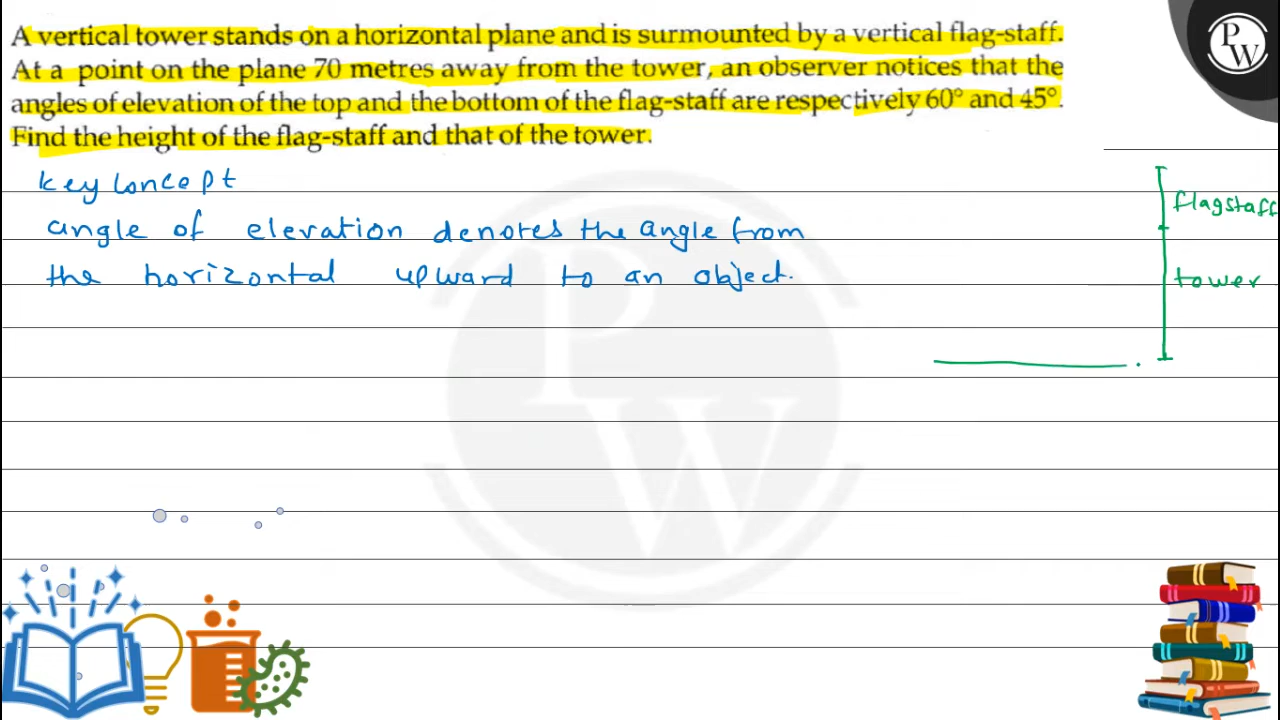 A vertical tower stands on a horizontal plane and is surmounted by a vertical flag-staff.
At a point on the plane 70 metres away from the tower, an observer notices that the
angles of elevation of the top and the bottom of the flag-staff are respectively 60° and 45°.
Find the height of the flag-staff and that of the tower.
key concept
angle of elevation denotes the angle from
the horizontal upward to an object.
flagstaff
tower
P
W
P
W